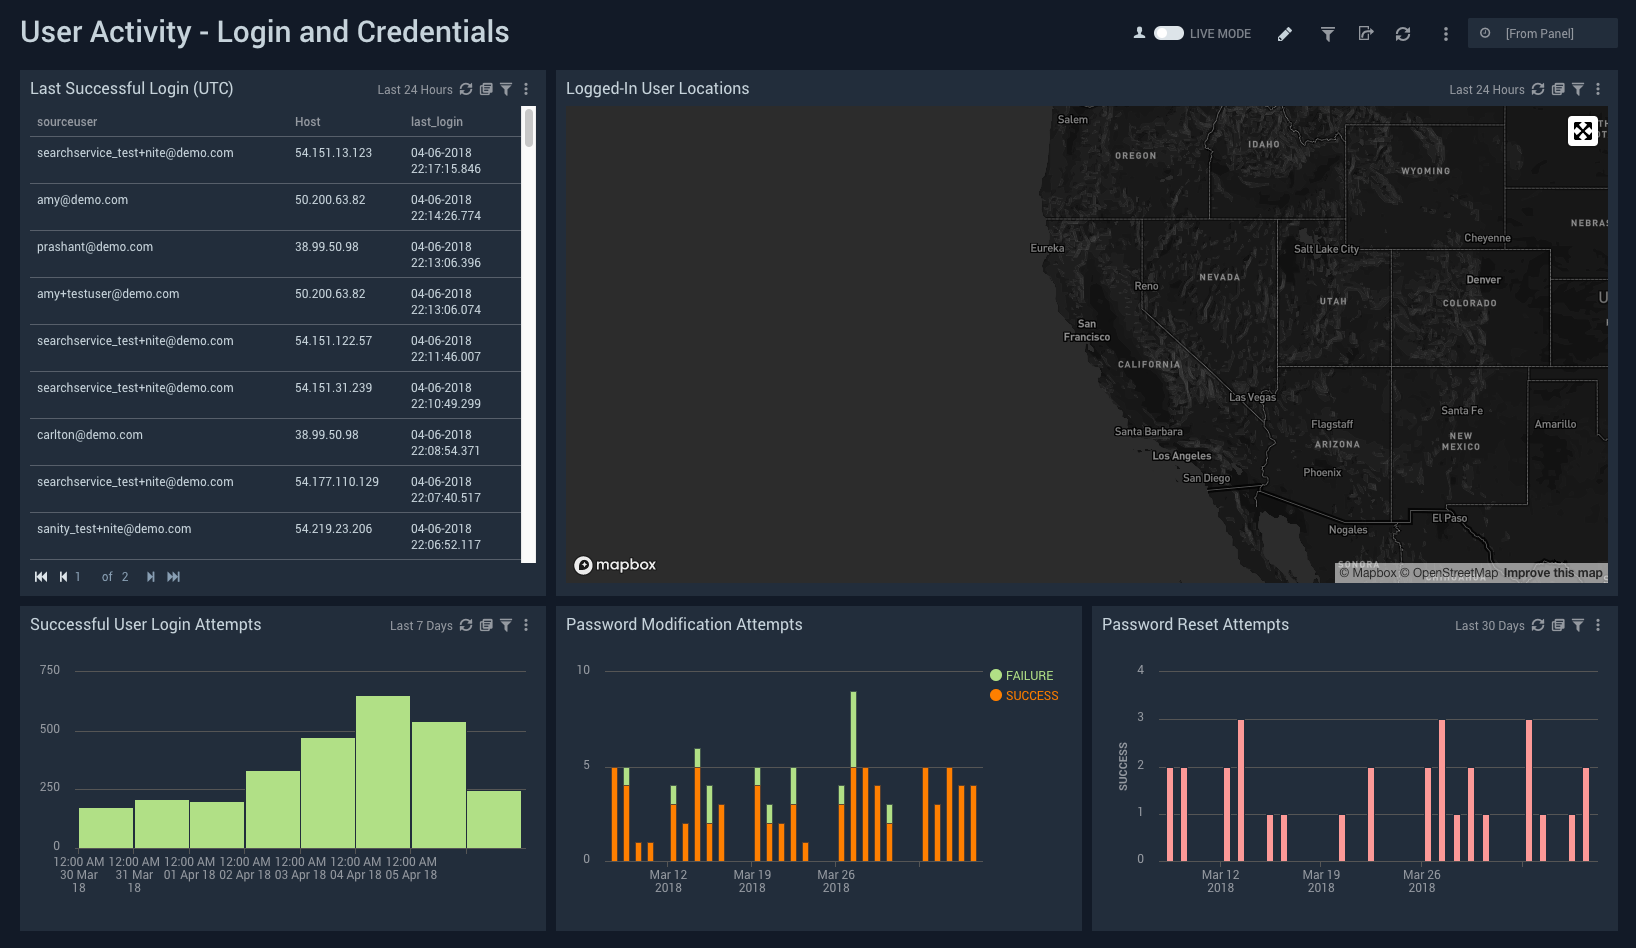 User Activity - Login and Credentials
LIVE MODE
[From Panel]
Last Successful Login (UTC)
Last 24 Hours
sourceuser Host last_login
searchservice_test+nite@demo.com 54.151.13.123 04-06-2018
22:17:15.846
amy@demo.com 50.200.63.82 04-06-2018
22:14:26.774
prashant@demo.com 38.99.50.98 04-06-2018
22:13:06.396
amy+testuser@demo.com 50.200.63.82 04-06-2018
22:13:06.074
searchservice_test+nite@demo.com 54.151.122.57 04-06-2018
22:11:46.007
searchservice_test+nite@demo.com 54.151.31.239 04-06-2018
22:10:49.299
carlton@demo.com 38.99.50.98 04-06-2018
22:08:54.371
searchservice_test+nite@demo.com 54.177.110.129 04-06-2018
22:07:40.517
sanity_test+nite@demo.com 54.219.23.206 04-06-2018
22:06:52.117
1 of 2
Logged-In User Locations
Last 24 Hours
Salem
OREGON
IDAHO
WYOMING
NEBRAS
Eureka
Salt Lake City
Cheyenne
NEVADA
Reno
UTAH
Denver
COLORADO
U
San
Francisco
CALIFORNIA
Las Vegas
Santa Fe
Flagstaff
Amarillo
Santa Barbara
ARIZONA
NEW
MEXICO
Los Angeles
San Diego
Phoenix
El Paso
Nogales
SONORA
mapbox
© Mapbox © OpenStreetMap Improve this map
Successful User Login Attempts
Last 7 Days
750
500
250
0
12:00 AM 12:00 AM 12:00 AM 12:00 AM 12:00 AM 12:00 AM 12:00 AM
30 Mar 31 Mar 01 Apr 18 02 Apr 18 03 Apr 18 04 Apr 18 05 Apr 18
18 18
Password Modification Attempts
10
5
0
FAILURE
SUCCESS
Mar 12 Mar 19 Mar 26
2018 2018 2018
Password Reset Attempts
Last 30 Days
SUCCESS
4
3
2
1
0
Mar 12 Mar 19 Mar 26
2018 2018 2018